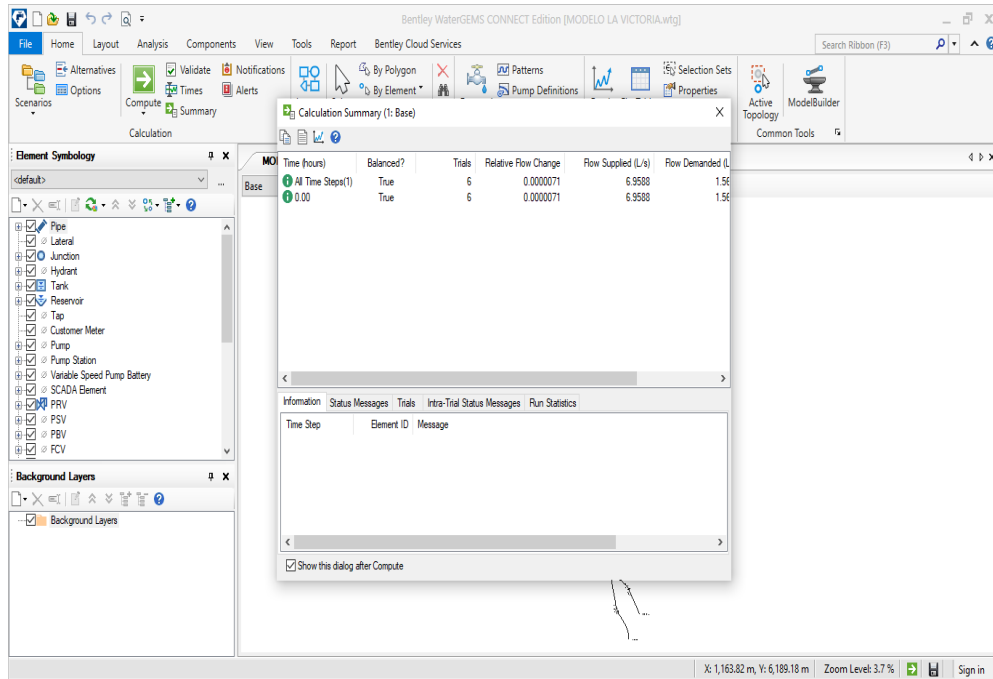 Bentley WaterGEMS CONNECT Edition [MODELO LA VICTORIA.wtg]
File Home Layout Analysis Components View Tools Report Bentley Cloud Services Search Ribbon (F3)
Alternatives Validate Notifications By Polygon Patterns Selection Sets
Options Times Alerts By Element Pump Definitions Properties
Scenarios Compute Summary Active Topology ModelBuilder
Calculation Common Tools
Element Symbology
<default>
Pipe
Lateral
Junction
Hydrant
Tank
Reservoir
Tap
Customer Meter
Pump
Pump Station
Variable Speed Pump Battery
SCADA Element
PRV
PSV
PBV
FCV
Background Layers
Background Layers
MO
Base
Calculation Summary (1: Base)
Time (hours) Balanced? Trials Relative Flow Change Flow Supplied (L/s) Flow Demanded (L
All Time Steps(1) True 6 0.0000071 6.9588 1.56
0.00 True 6 0.0000071 6.9588 1.56
Information Status Messages Trials Intra-Trial Status Messages Run Statistics
Time Step Element ID Message
Show this dialog after Compute
X: 1,163.82 m, Y: 6,189.18 m Zoom Level: 3.7 % Sign in